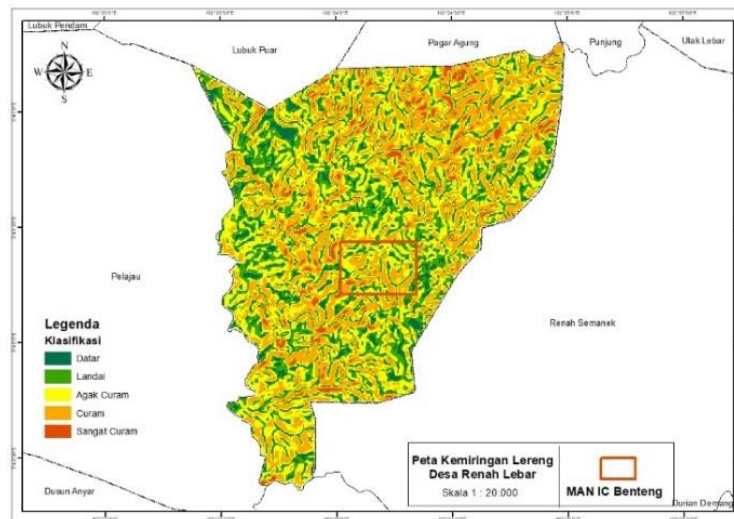 Lubuk Pendam
Lubuk Puar
Pagar Agung
Punjung
Ulak Lebar
N
W
E
S
Pelajau
Renah Semanek
Legenda
Klasifikasi
Datar
Landai
Agak Curam
Curam
Sangat Curam
Peta Kemiringan Lereng
Desa Renah Lebar
Skala 1 : 20.000
MAN IC Benteng
Dusun Anyar
Durian Demang